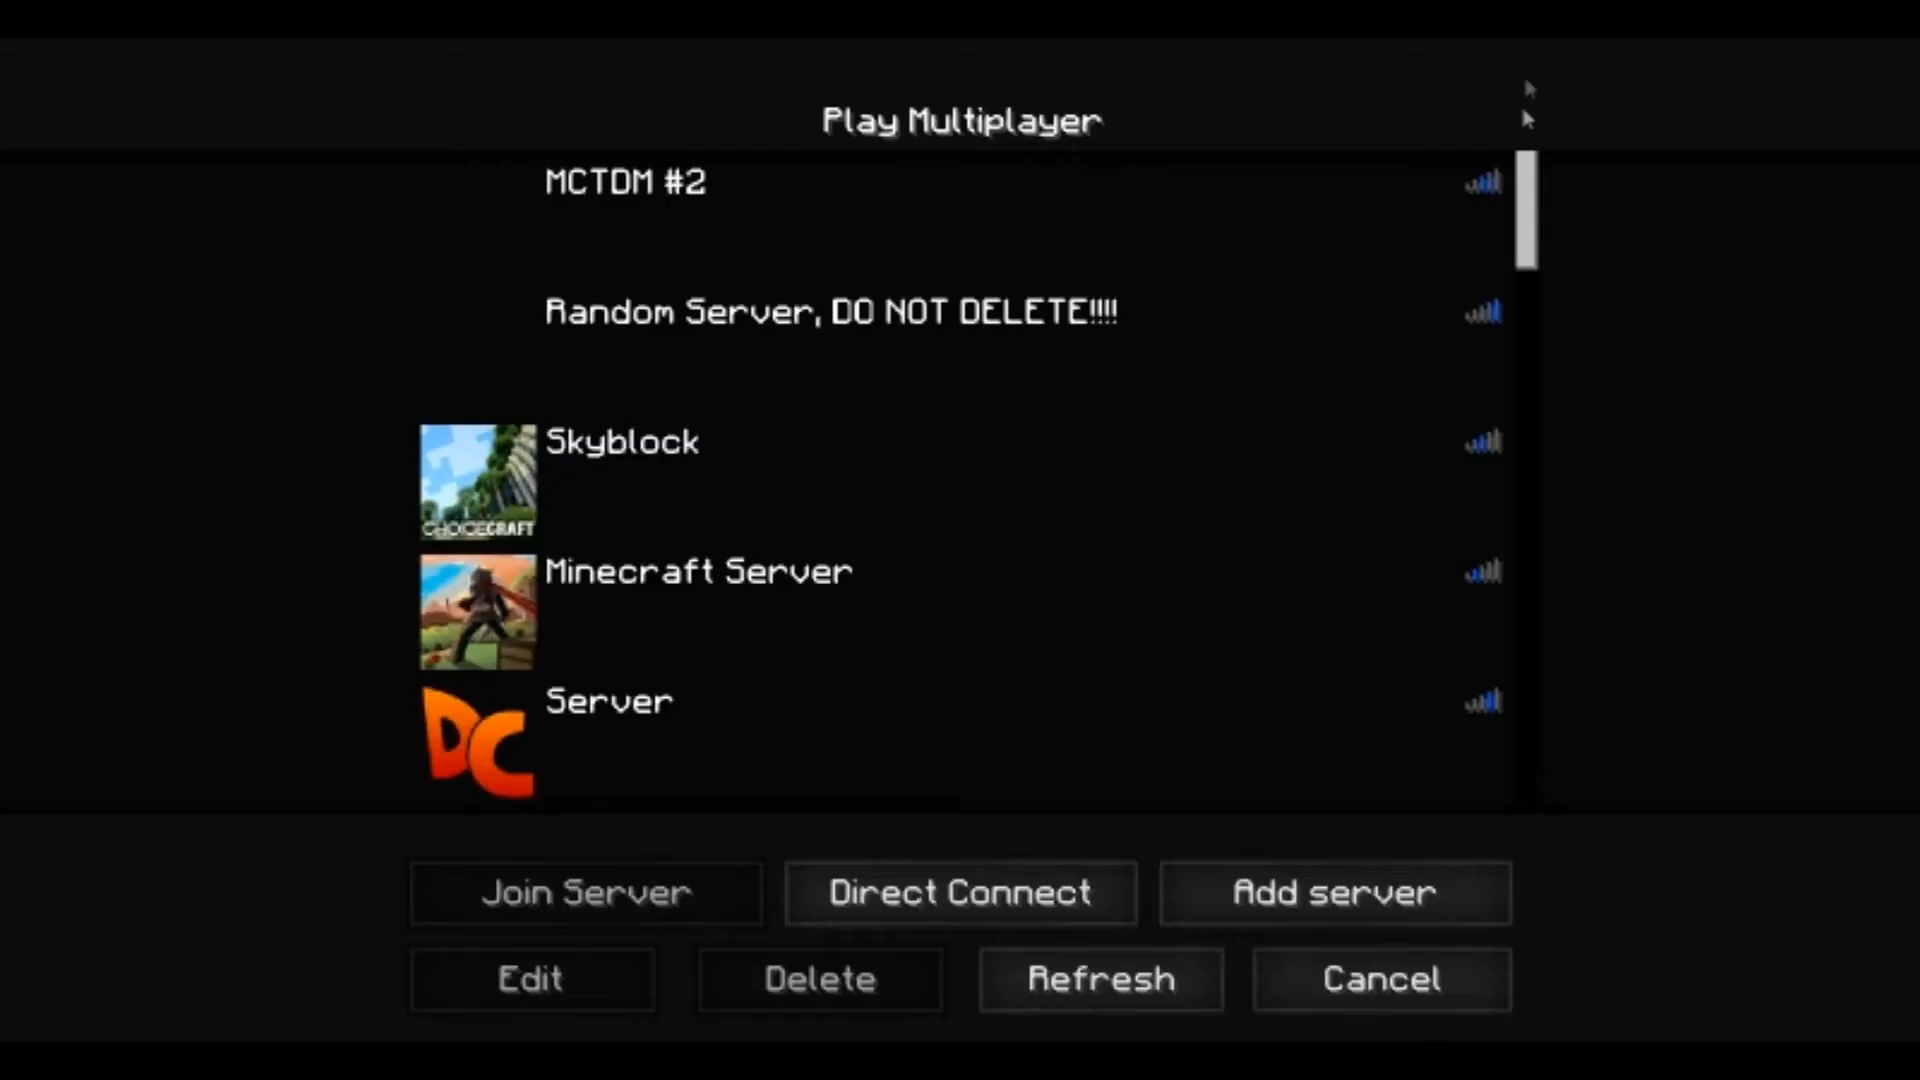 Play Multiplayer
MCTDM #2
Random Server, DO NOT DELETE!!!!
Skyblock
CHOICECRAFT
Minecraft Server
Server
DC
Join Server
Direct Connect
Add server
Edit
Delete
Refresh
Cancel